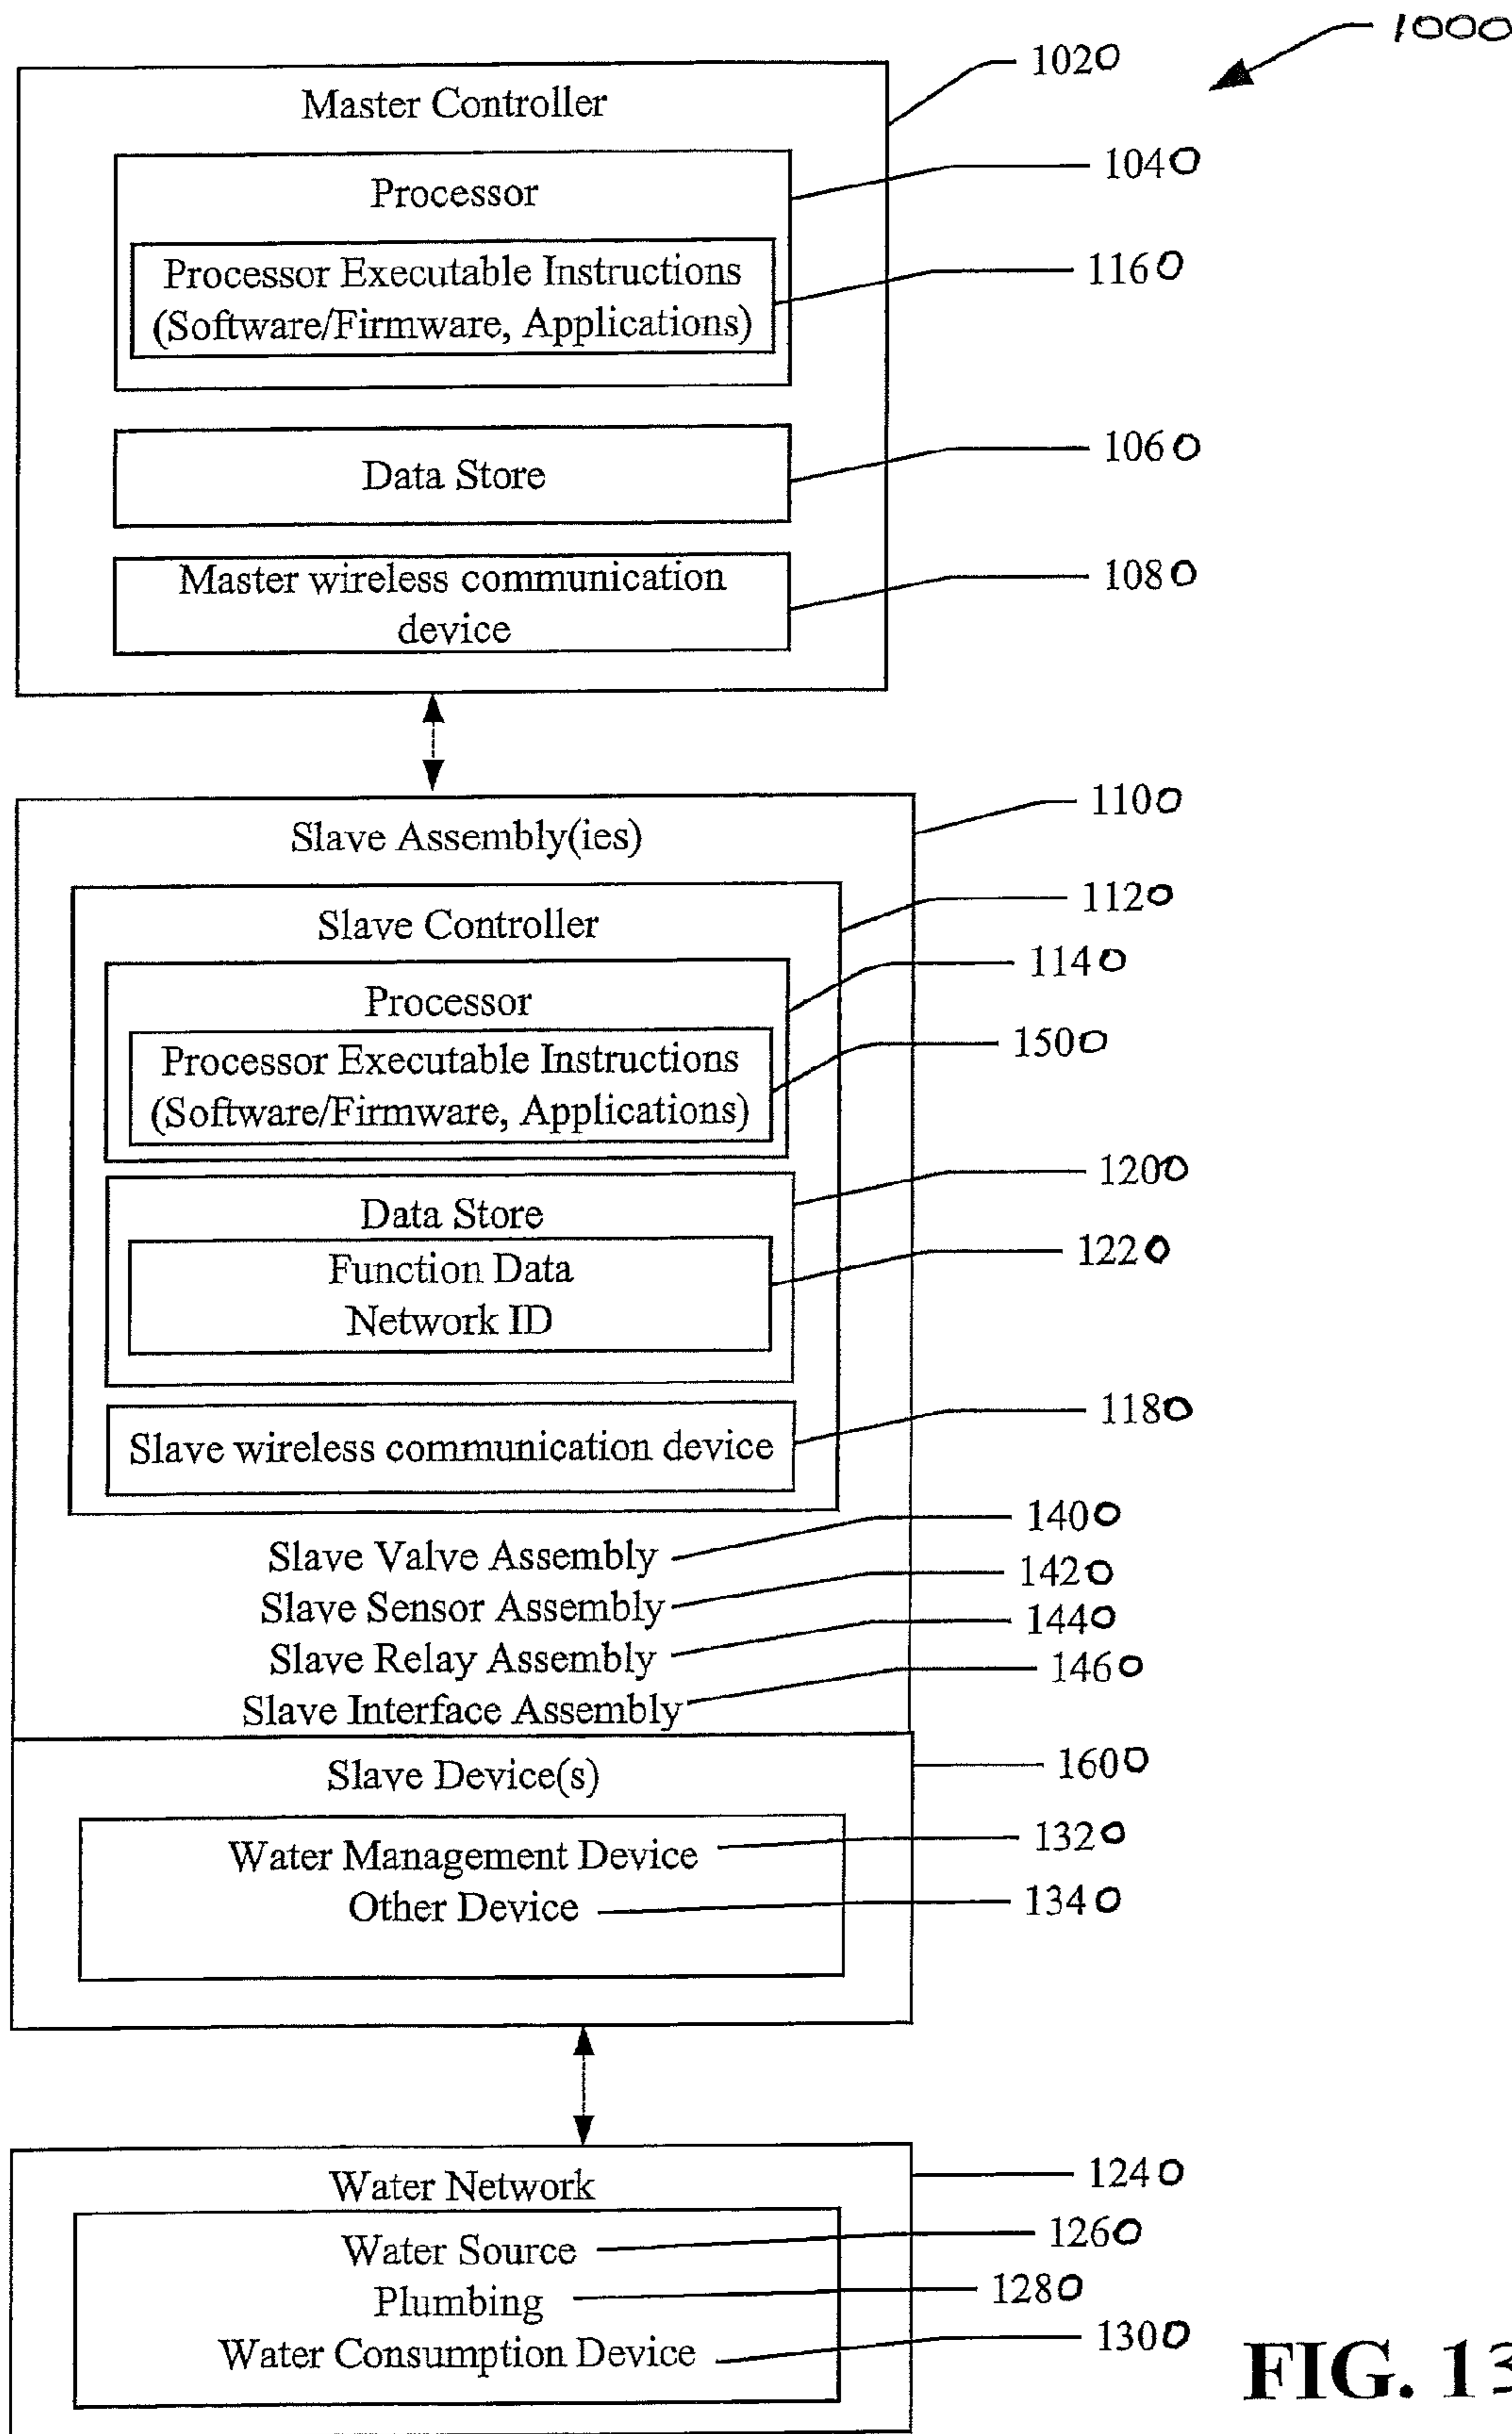 1000
Master Controller
1020
Processor
1040
Processor Executable Instructions
(Software/Firmware, Applications)
1160
Data Store
1060
Master wireless communication
device
1080
Slave Assembly(ies)
1100
Slave Controller
1120
Processor
1140
Processor Executable Instructions
(Software/Firmware, Applications)
1500
Data Store
1200
Function Data
Network ID
1220
Slave wireless communication device
1180
Slave Valve Assembly
1400
Slave Sensor Assembly
1420
Slave Relay Assembly
1440
Slave Interface Assembly
1460
Slave Device(s)
1600
Water Management Device
1320
Other Device
1340
Water Network
1240
Water Source
1260
Plumbing
1280
Water Consumption Device
1300
FIG. 13